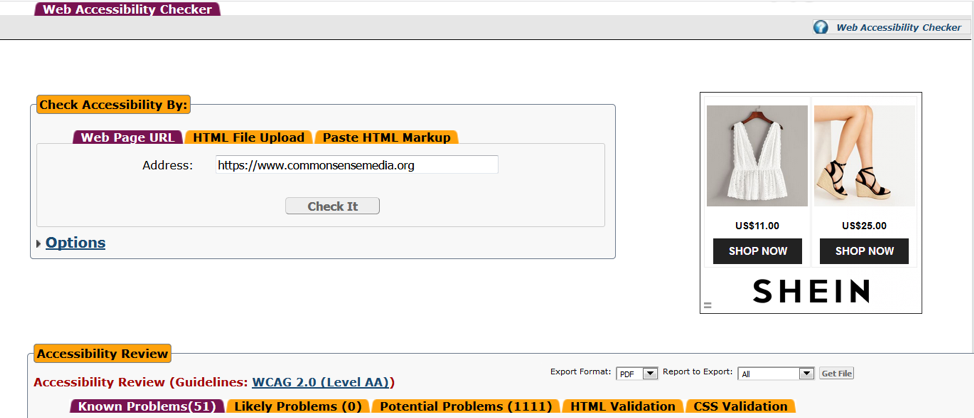 Web Accessibility Checker
Web Accessibility Checker
Check Accessibility By:
Web Page URL HTML File Upload Paste HTML Markup
Address: https://www.commonsensemedia.org
Check It
Options
US$11.00 US$25.00
SHOP NOW SHOP NOW
SHEIN
Accessibility Review
Export Format: PDF Report to Export: All Get File
Accessibility Review (Guidelines: WCAG 2.0 (Level AA))
Known Problems(51) Likely Problems (0) Potential Problems (1111) HTML Validation CSS Validation